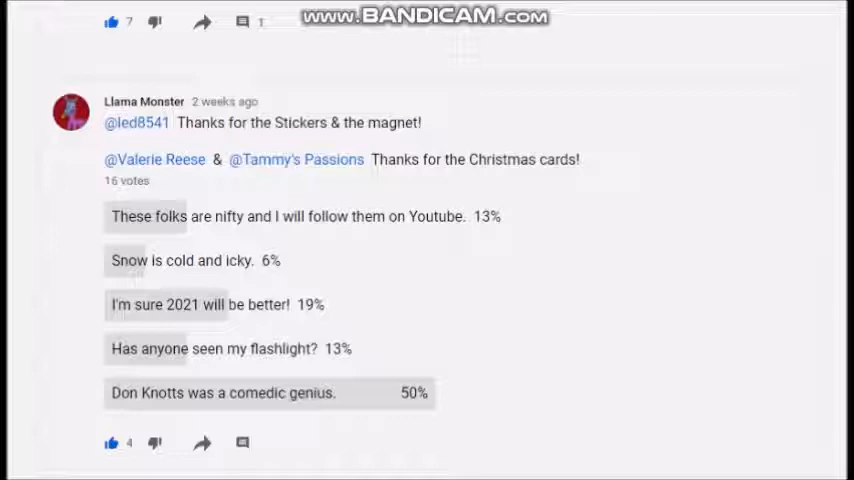 www.BANDICAM.com
7 1
Llama Monster 2 weeks ago
@led8541 Thanks for the Stickers & the magnet!
@Valerie Reese & @Tammy's Passions Thanks for the Christmas cards!
16 votes
These folks are nifty and I will follow them on Youtube. 13%
Snow is cold and icky. 6%
I'm sure 2021 will be better! 19%
Has anyone seen my flashlight? 13%
Don Knotts was a comedic genius. 50%
4